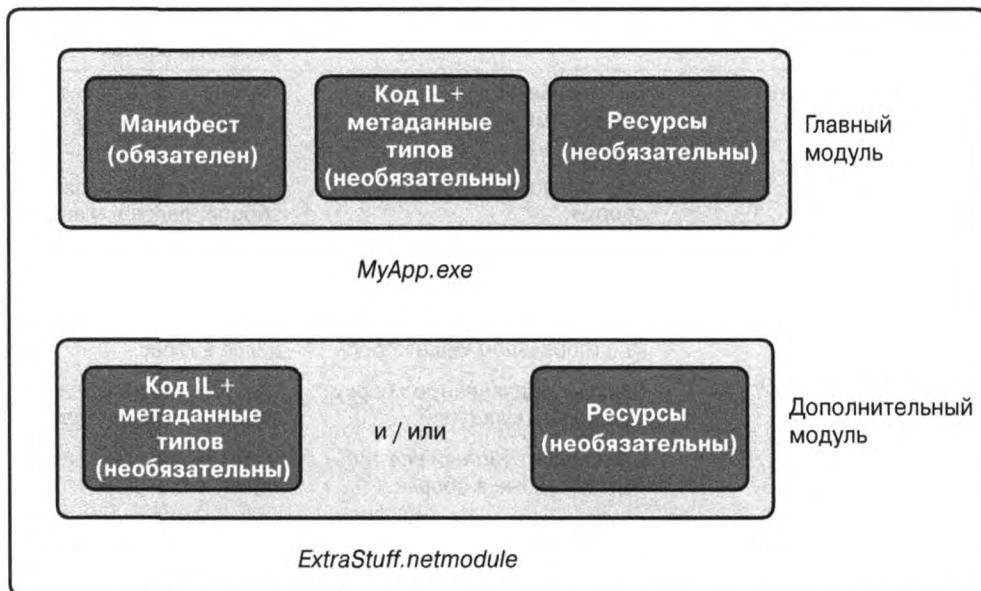 Манифест
(обязателен)
Код IL +
метаданные
типов
(необязательны)
Ресурсы
(необязательны)
Главный
модуль
MyApp.exe
Код IL +
метаданные
типов
(необязательны)
и / или
Ресурсы
(необязательны)
Дополнительный
модуль
ExtraStuff.netmodule